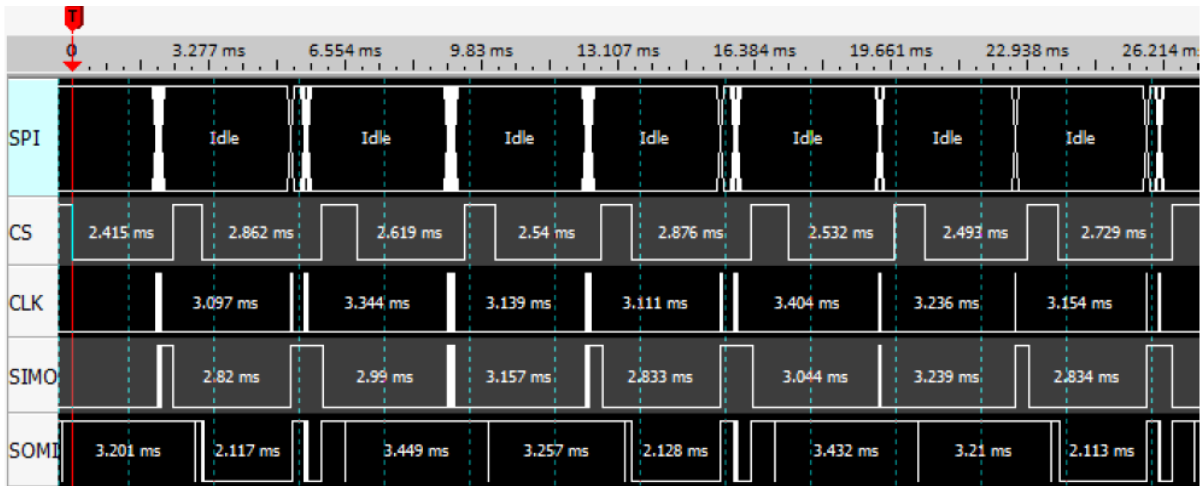 T
0 3.277 ms 6.554 ms 9.83 ms 13.107 ms 16.384 ms 19.661 ms 22.938 ms 26.214 m
SPI Idle Idle Idle Idle Idle Idle Idle
CS 2.415 ms 2.862 ms 2.619 ms 2.54 ms 2.876 ms 2.532 ms 2.493 ms 2.729 ms
CLK 3.097 ms 3.344 ms 3.139 ms 3.111 ms 3.404 ms 3.236 ms 3.154 ms
SIMO 2.82 ms 2.99 ms 3.157 ms 2.833 ms 3.044 ms 3.239 ms 2.834 ms
SOMI 3.201 ms 2.117 ms 3.449 ms 3.257 ms 2.128 ms 3.432 ms 3.21 ms 2.113 ms